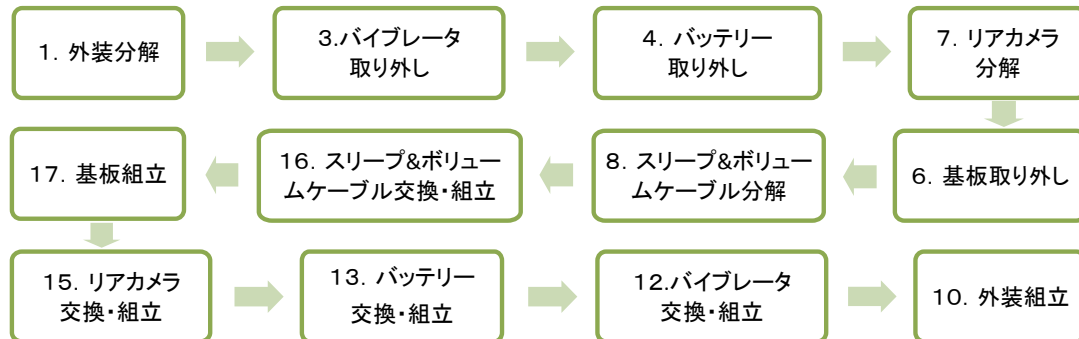 1. 外装分解
3.バイブレータ
取り外し
4. バッテリー
取り外し
7. リアカメラ
分解
17. 基板組立
16. スリープ&ボリュー
ムケーブル交換・組立
8. スリープ&ボリュー
ムケーブル分解
6. 基板取り外し
15. リアカメラ
交換・組立
13. バッテリー
交換・組立
12.バイブレータ
交換・組立
10. 外装組立